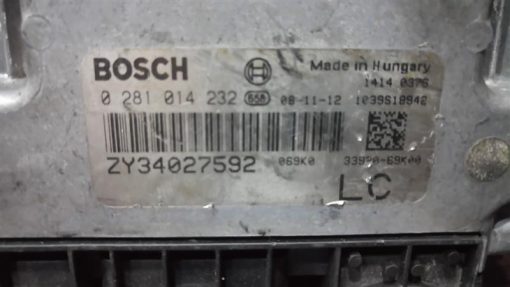 BOSCH Made in Hungary
1414 0376
0 281 014 232 658 08-11-12 1039S18942
ZY34027592 069K0 33920-69K00
LC